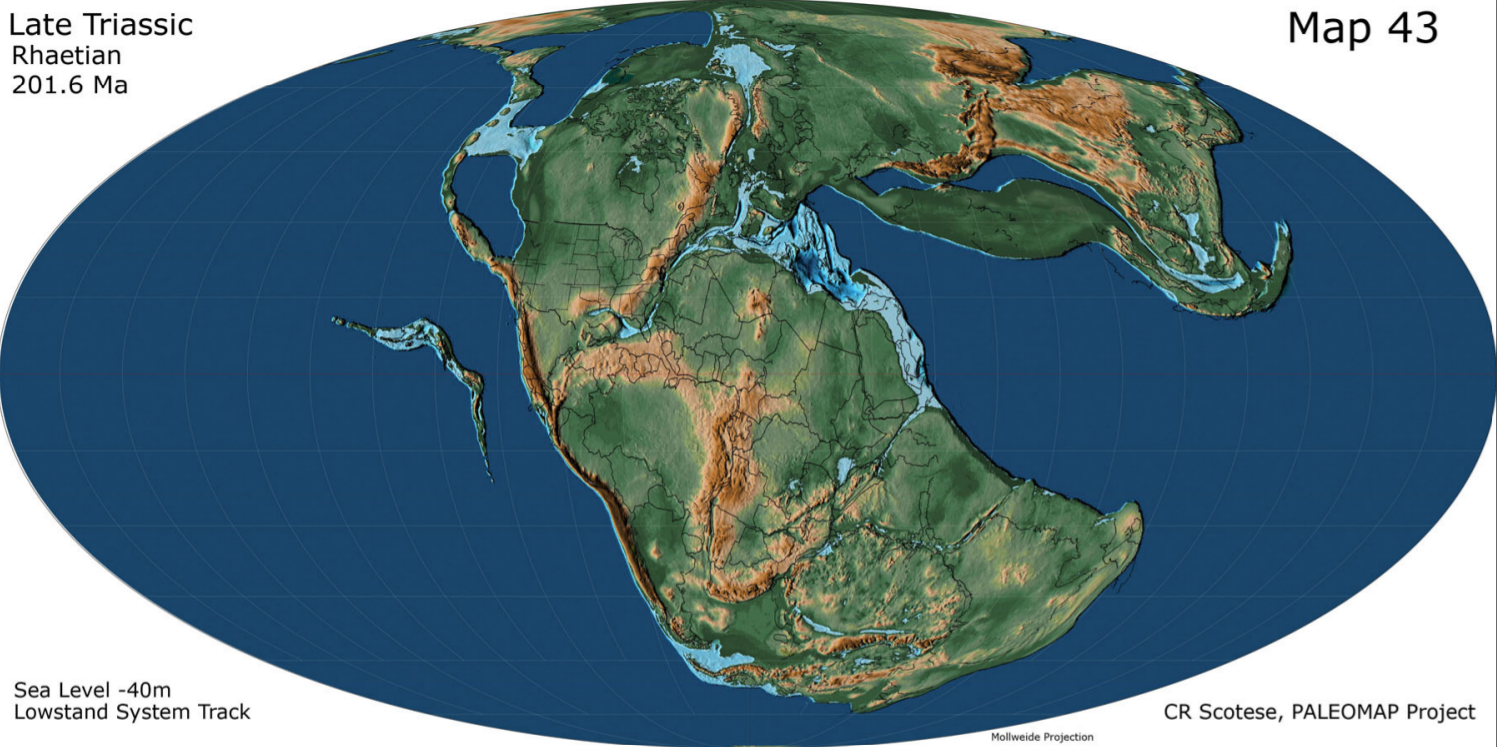 Late Triassic
Rhaetian
201.6 Ma
Map 43
Sea Level -40m
Lowstand System Track
CR Scotese, PALEOMAP Project
Mollweide Projection